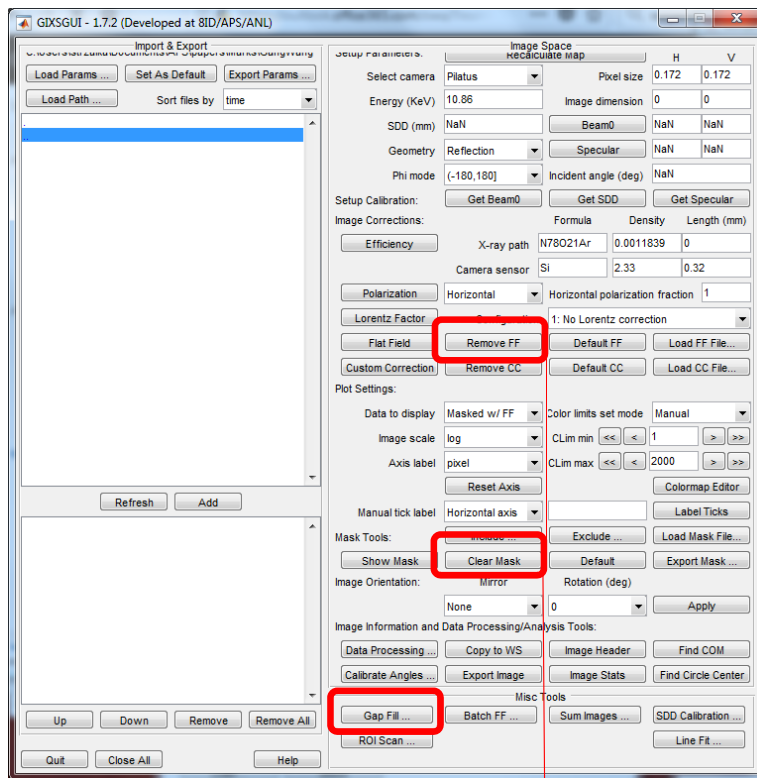 GIXSGUI - 1.7.2 (Developed at 8ID/APS/ANL)
Import & Export
Load Params ... Set As Default Export Params ...
Load Path ... Sort files by time
.
..
Refresh Add
Up Down Remove Remove All
Quit Close All Help
Image Space
Setup Parameters: Recalculate Map H V
Select camera Pilatus Pixel size 0.172 0.172
Energy (KeV) 10.86 Image dimension 0 0
SDD (mm) NaN Beam0 NaN NaN
Geometry Reflection Specular NaN NaN
Phi mode (-180,180] Incident angle (deg) NaN
Setup Calibration: Get Beam0 Get SDD Get Specular
Image Corrections: Formula Density Length (mm)
Efficiency X-ray path N78O21Ar 0.0011839 0
Camera sensor Si 2.33 0.32
Polarization Horizontal Horizontal polarization fraction 1
Lorentz Factor 1: No Lorentz correction
Flat Field Remove FF Default FF Load FF File...
Custom Correction Remove CC Default CC Load CC File...
Plot Settings:
Data to display Masked w/ FF Color limits set mode Manual
Image scale log CLim min << < 1 > >>
Axis label pixel CLim max << < 2000 > >>
Reset Axis Colormap Editor
Manual tick label Horizontal axis Label Ticks
Mask Tools: Include ... Exclude ... Load Mask File...
Show Mask Clear Mask Default Export Mask ...
Image Orientation: Mirror Rotation (deg)
None 0 Apply
Image Information and Data Processing/Analysis Tools:
Data Processing ... Copy to WS Image Header Find COM
Calibrate Angles ... Export Image Image Stats Find Circle Center
Misc Tools
Gap Fill ... Batch FF ... Sum Images ... SDD Calibration ...
ROI Scan ... Line Fit ...